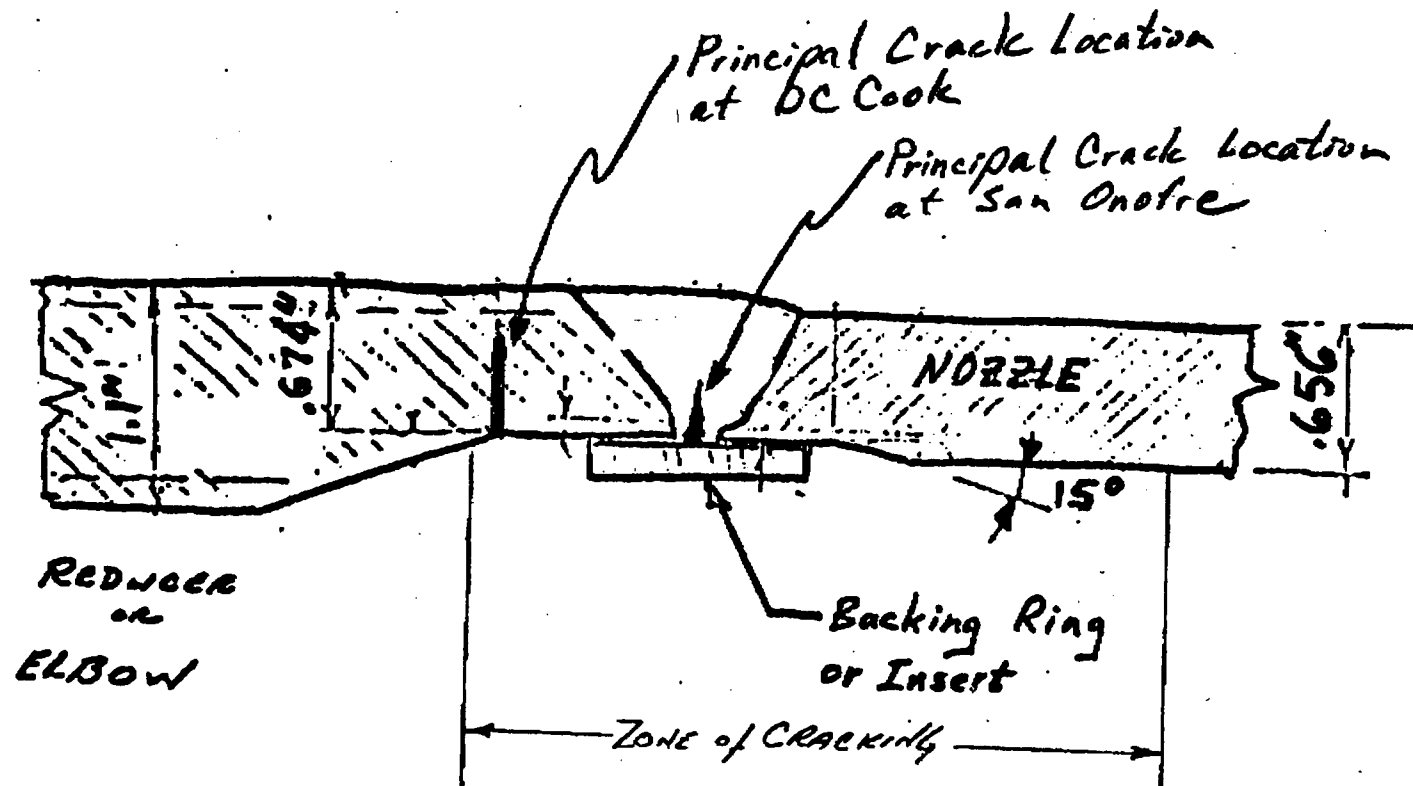 Principal Crack Location
at DC Cook
Principal Crack Location
at San Onofre
1.1"
.674"
NOZZLE
.656"
15°
REDUCER
OR
ELBOW
Backing Ring
or Insert
ZONE of CRACKING